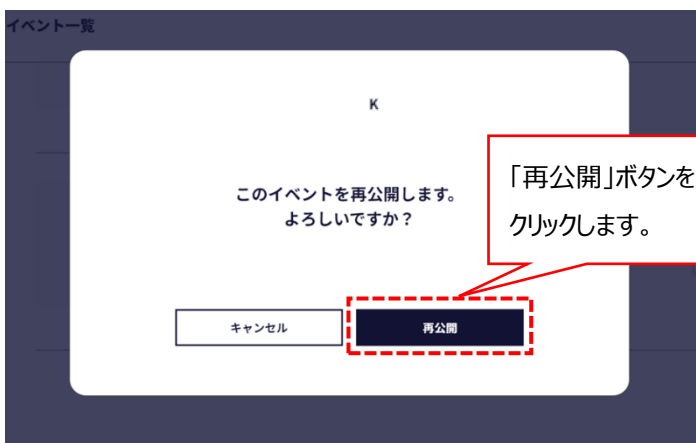 イベント一覧
K
このイベントを再公開します。
よろしいですか？
「再公開」ボタンを
クリックします。
キャンセル
再公開